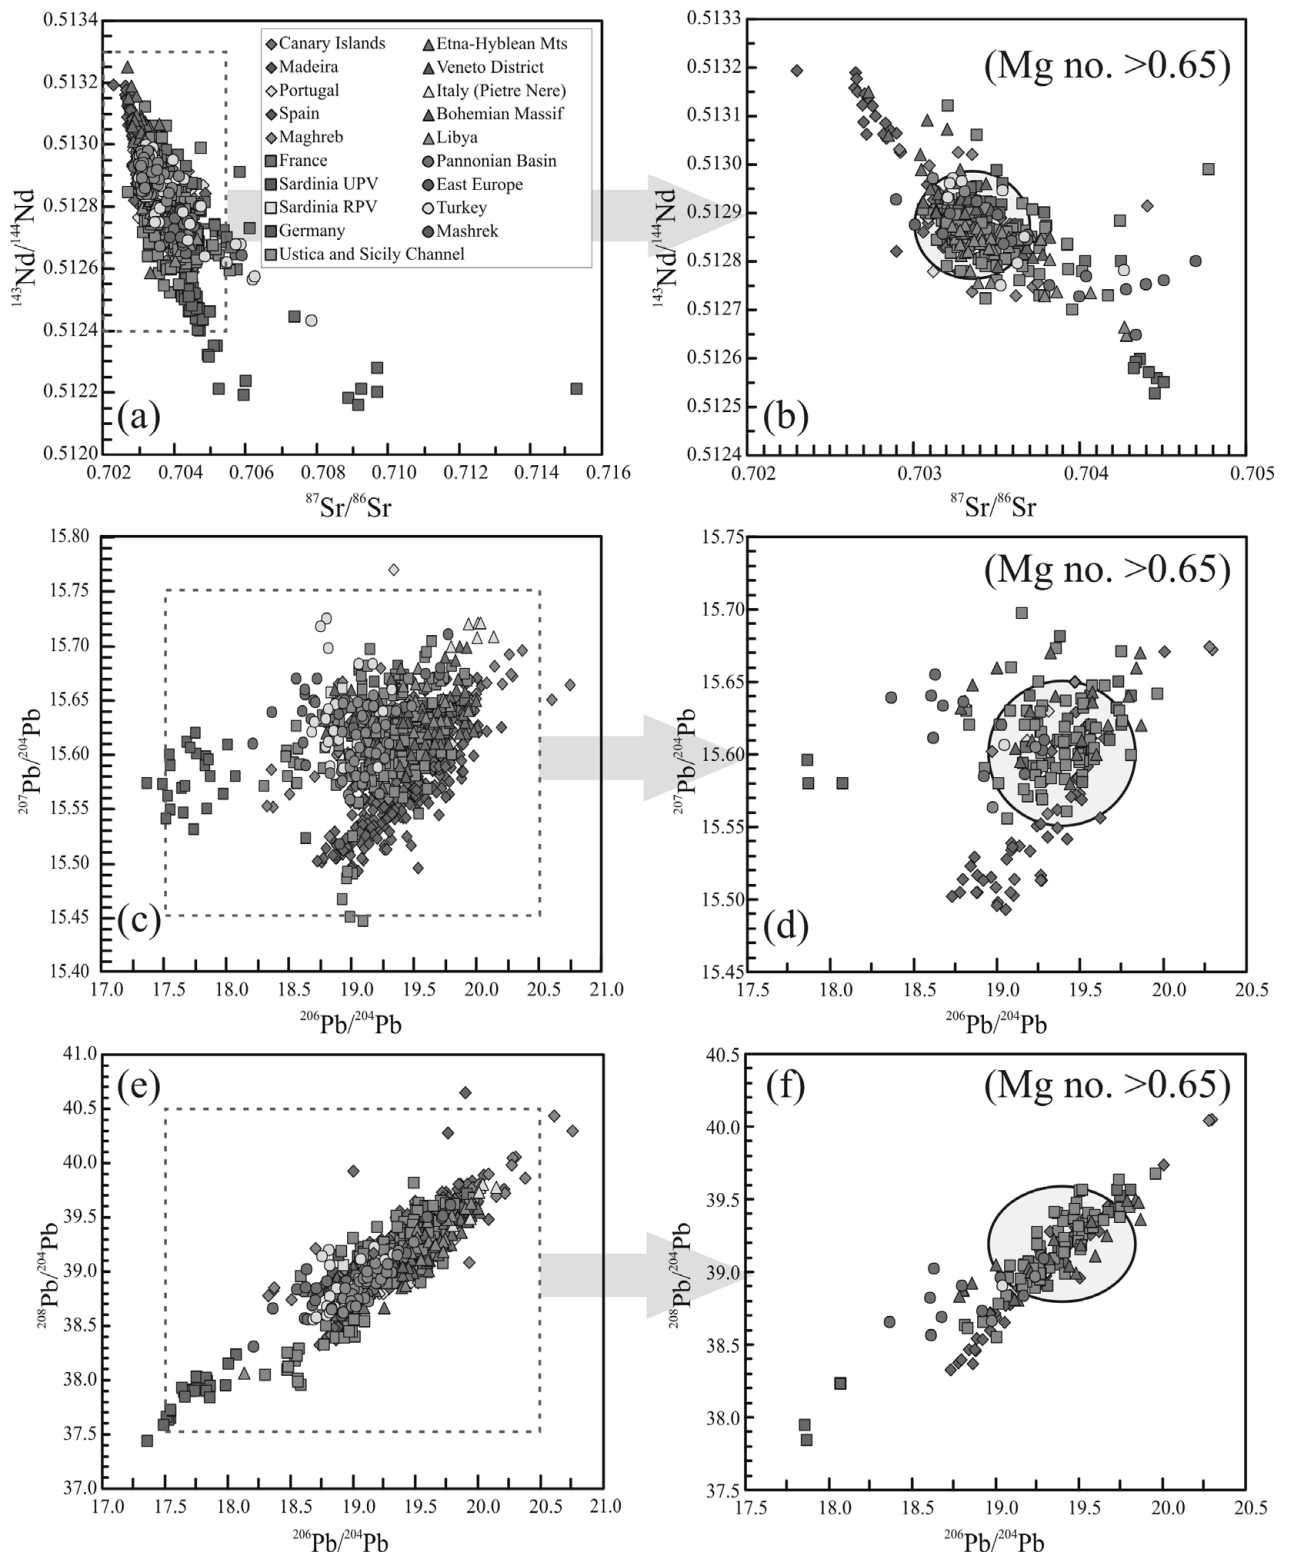 0.5134
0.5132
0.5130
0.5128
0.5126
0.5124
0.5122
0.5120
¹⁴³Nd/¹⁴⁴Nd
Canary Islands
Madeira
Portugal
Spain
Maghreb
France
Sardinia UPV
Sardinia RPV
Germany
Ustica and Sicily Channel
Etna-Hyblean Mts
Veneto District
Italy (Pietre Nere)
Bohemian Massif
Libya
Pannonian Basin
East Europe
Turkey
Mashrek
(a)
0.702 0.704 0.706 0.708 0.710 0.712 0.714 0.716
⁸⁷Sr/⁸⁶Sr
0.5133
0.5132
0.5131
0.5130
0.5129
0.5128
0.5127
0.5126
0.5125
0.5124
¹⁴³Nd/¹⁴⁴Nd
(Mg no. >0.65)
(b)
0.702 0.703 0.704 0.705
⁸⁷Sr/⁸⁶Sr
15.80
15.75
15.70
15.65
15.60
15.55
15.50
15.45
15.40
²⁰⁷Pb/²⁰⁴Pb
(c)
17.0 17.5 18.0 18.5 19.0 19.5 20.0 20.5 21.0
²⁰⁶Pb/²⁰⁴Pb
15.75
15.70
15.65
15.60
15.55
15.50
15.45
²⁰⁷Pb/²⁰⁴Pb
(Mg no. >0.65)
(d)
17.5 18.0 18.5 19.0 19.5 20.0 20.5
²⁰⁶Pb/²⁰⁴Pb
41.0
40.5
40.0
39.5
39.0
38.5
38.0
37.5
37.0
²⁰⁸Pb/²⁰⁴Pb
(e)
17.0 17.5 18.0 18.5 19.0 19.5 20.0 20.5 21.0
²⁰⁶Pb/²⁰⁴Pb
40.5
40.0
39.5
39.0
38.5
38.0
37.5
²⁰⁸Pb/²⁰⁴Pb
(f)
(Mg no. >0.65)
17.5 18.0 18.5 19.0 19.5 20.0 20.5
²⁰⁶Pb/²⁰⁴Pb